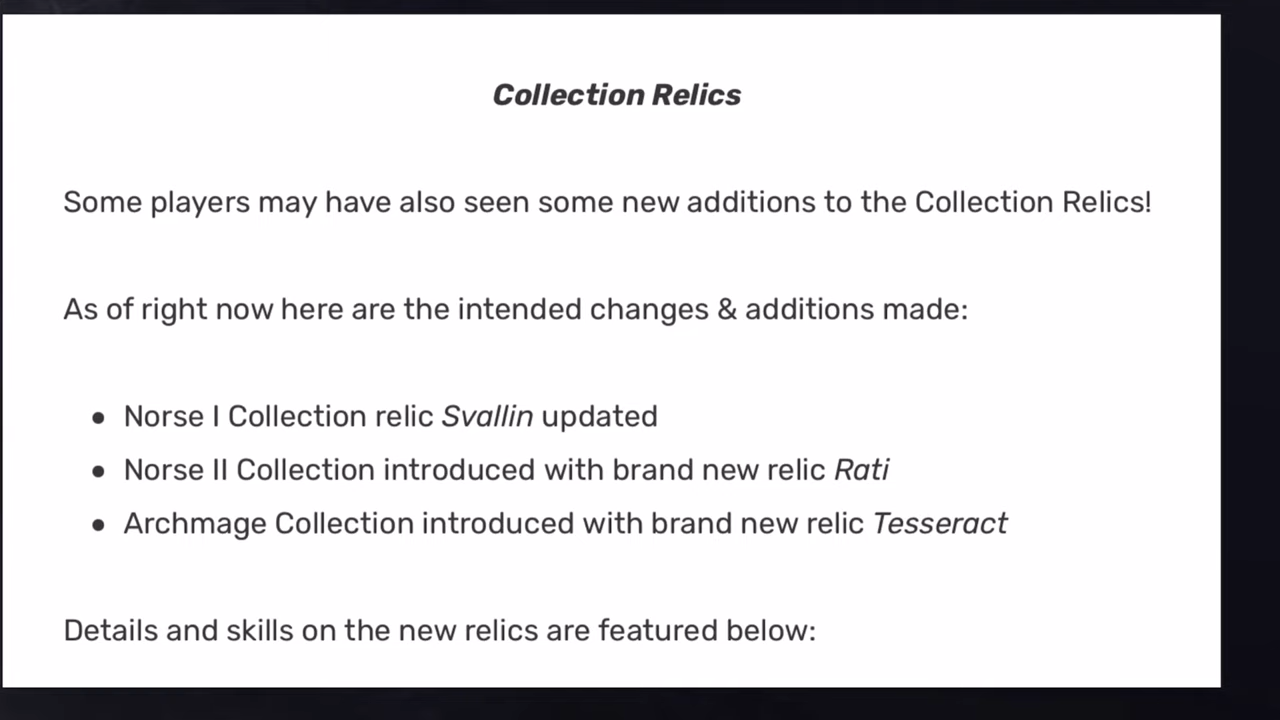 Collection Relics
Some players may have also seen some new additions to the Collection Relics!
As of right now here are the intended changes & additions made:
● Norse I Collection relic Svallin updated
● Norse II Collection introduced with brand new relic Rati
● Archmage Collection introduced with brand new relic Tesseract
Details and skills on the new relics are featured below: